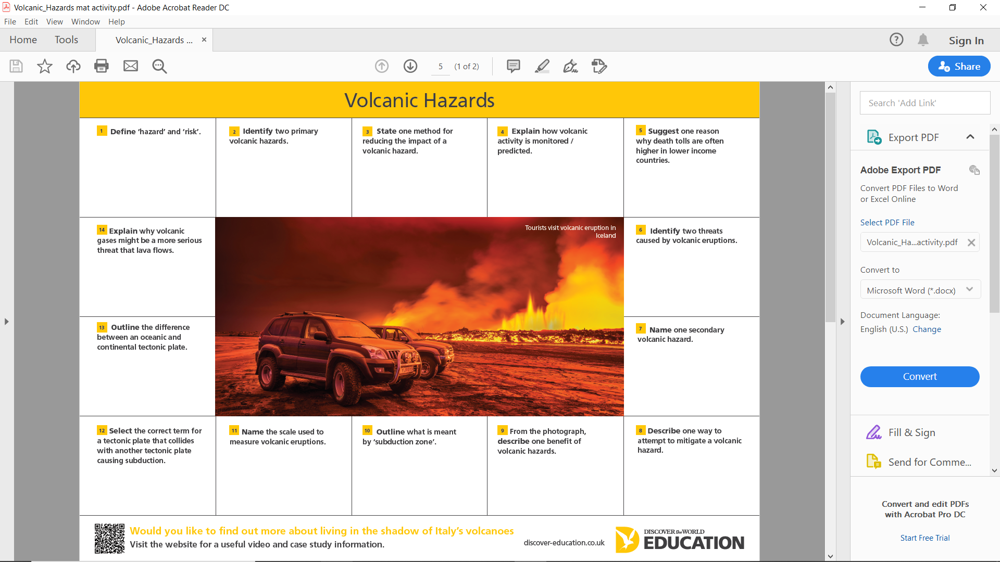 Volcanic_Hazards mat activity.pdf - Adobe Acrobat Reader DC
File Edit View Window Help
Home Tools Volcanic_Hazards ... × ? Sign In
5 (1 of 2) Share
Volcanic Hazards
1 Define ‘hazard’ and ‘risk’.
2 Identify two primary
volcanic hazards.
3 State one method for
reducing the impact of a
volcanic hazard.
4 Explain how volcanic
activity is monitored /
predicted.
5 Suggest one reason
why death tolls are often
higher in lower income
countries.
14 Explain why volcanic
gases might be a more serious
threat that lava flows.
Tourists visit volcanic eruption in
Iceland
6 Identify two threats
caused by volcanic eruptions.
13 Outline the difference
between an oceanic and
continental tectonic plate.
7 Name one secondary
volcanic hazard.
12 Select the correct term for
a tectonic plate that collides
with another tectonic plate
causing subduction.
11 Name the scale used to
measure volcanic eruptions.
10 Outline what is meant
by ‘subduction zone’.
9 From the photograph,
describe one benefit of
volcanic hazards.
8 Describe one way to
attempt to mitigate a volcanic
hazard.
Would you like to find out more about living in the shadow of Italy’s volcanoes
Visit the website for a useful video and case study information.
discover-education.co.uk
DISCOVER the WORLD
EDUCATION
Search 'Add Link'
Export PDF
Adobe Export PDF
Convert PDF Files to Word
or Excel Online
Select PDF File
Volcanic_Ha...activity.pdf
Convert to
Microsoft Word (*.docx)
Document Language:
English (U.S.) Change
Convert
Fill & Sign
Send for Comme...
Convert and edit PDFs
with Acrobat Pro DC
Start Free Trial